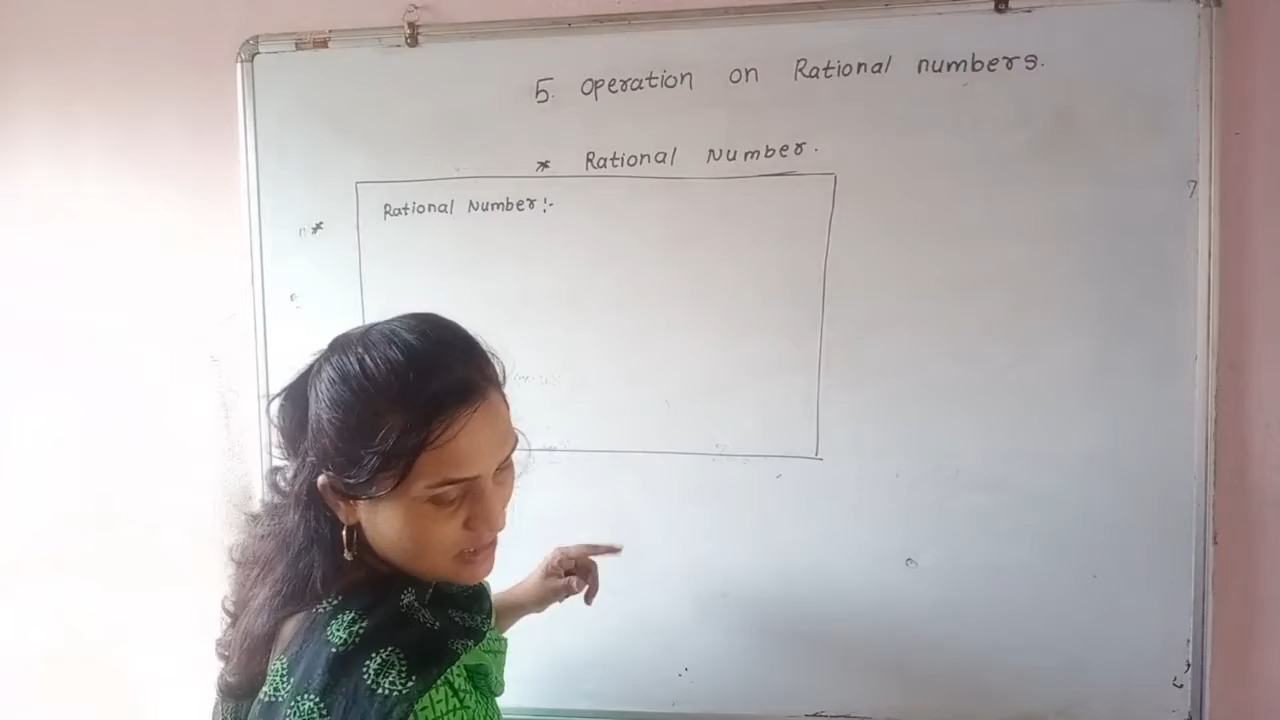 5. Operation on Rational numbers.
* Rational Number.
Rational Number :-
*